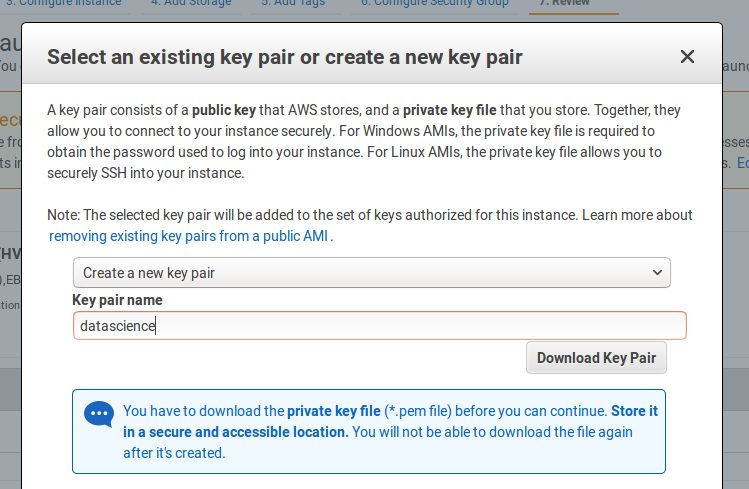 3. Configure Instance 4. Add Storage 5. Add Tags 6. Configure Security Group 7. Review
Select an existing key pair or create a new key pair
A key pair consists of a public key that AWS stores, and a private key file that you store. Together, they
allow you to connect to your instance securely. For Windows AMIs, the private key file is required to
obtain the password used to log into your instance. For Linux AMIs, the private key file allows you to
securely SSH into your instance.
Note: The selected key pair will be added to the set of keys authorized for this instance. Learn more about
removing existing key pairs from a public AMI .
Create a new key pair
Key pair name
datascience
Download Key Pair
You have to download the private key file (*.pem file) before you can continue. Store it
in a secure and accessible location. You will not be able to download the file again
after it's created.